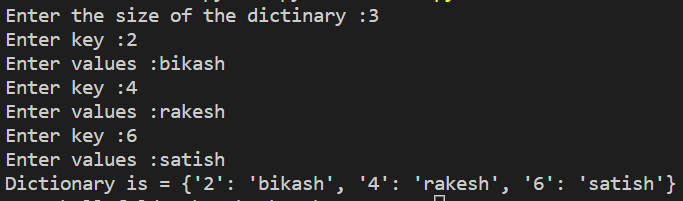 Enter the size of the dictinary :3
Enter key :2
Enter values :bikash
Enter key :4
Enter values :rakesh
Enter key :6
Enter values :satish
Dictionary is = {'2': 'bikash', '4': 'rakesh', '6': 'satish'}